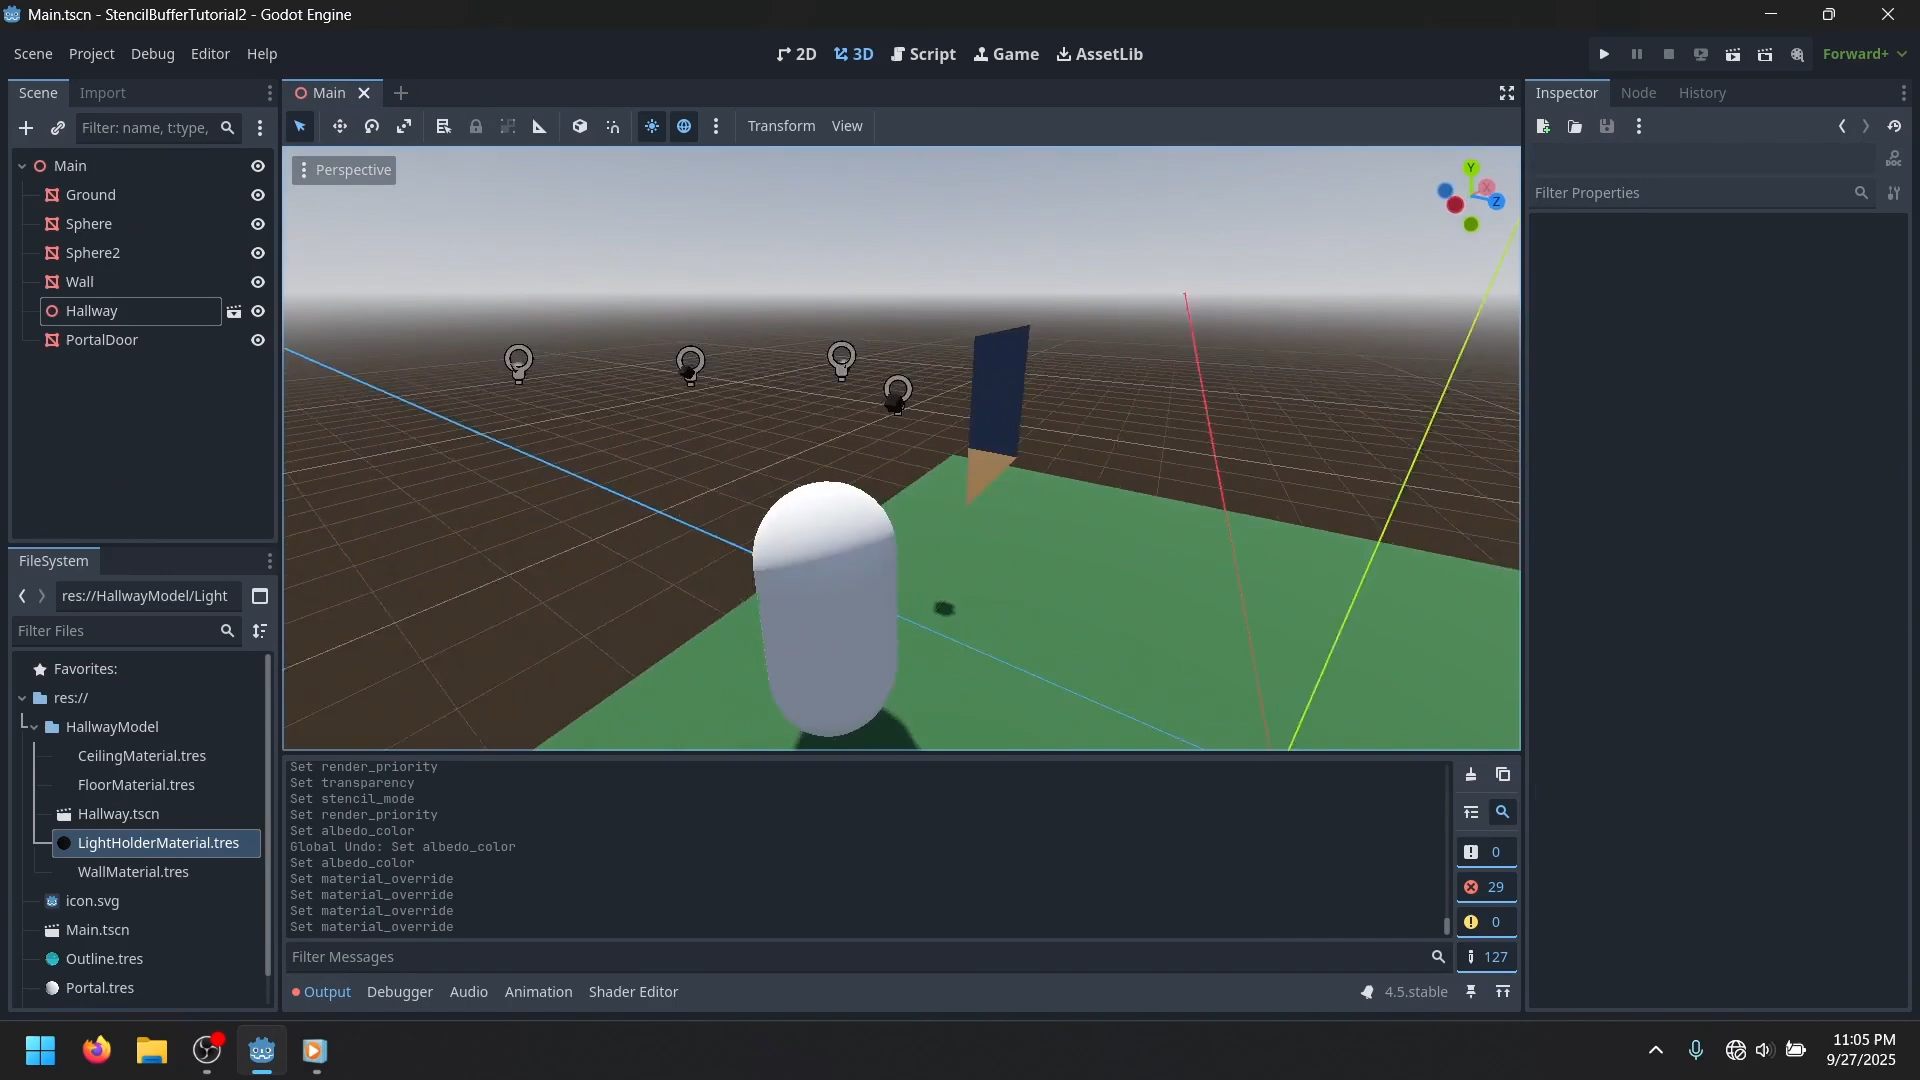 Main.tscn - StencilBufferTutorial2 - Godot Engine
Scene Project Debug Editor Help
2D 3D Script Game AssetLib
Forward+
Scene Import
Filter: name, t:type,
Main
Ground
Sphere
Sphere2
Wall
Hallway
PortalDoor
FileSystem
res://HallwayModel/Light
Filter Files
Favorites:
res://
HallwayModel
CeilingMaterial.tres
FloorMaterial.tres
Hallway.tscn
LightHolderMaterial.tres
WallMaterial.tres
icon.svg
Main.tscn
Outline.tres
Portal.tres
Main
Transform View
Perspective
Y
X
Z
Set render_priority
Set transparency
Set stencil_mode
Set render_priority
Set albedo_color
Global Undo: Set albedo_color
Set albedo_color
Set material_override
Set material_override
Set material_override
Set material_override
0
29
0
127
Filter Messages
Output Debugger Audio Animation Shader Editor
4.5.stable
Inspector Node History
DOC
Filter Properties
11:05 PM
9/27/2025